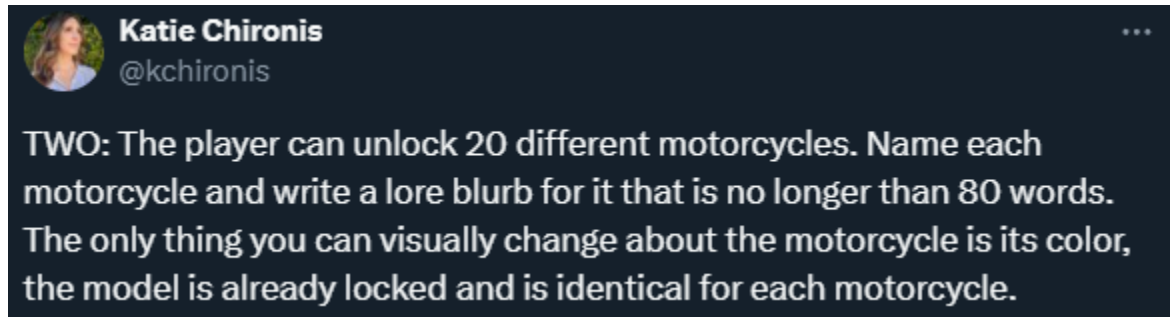 Katie Chironis
@kchironis
TWO: The player can unlock 20 different motorcycles. Name each
motorcycle and write a lore blurb for it that is no longer than 80 words.
The only thing you can visually change about the motorcycle is its color,
the model is already locked and is identical for each motorcycle.